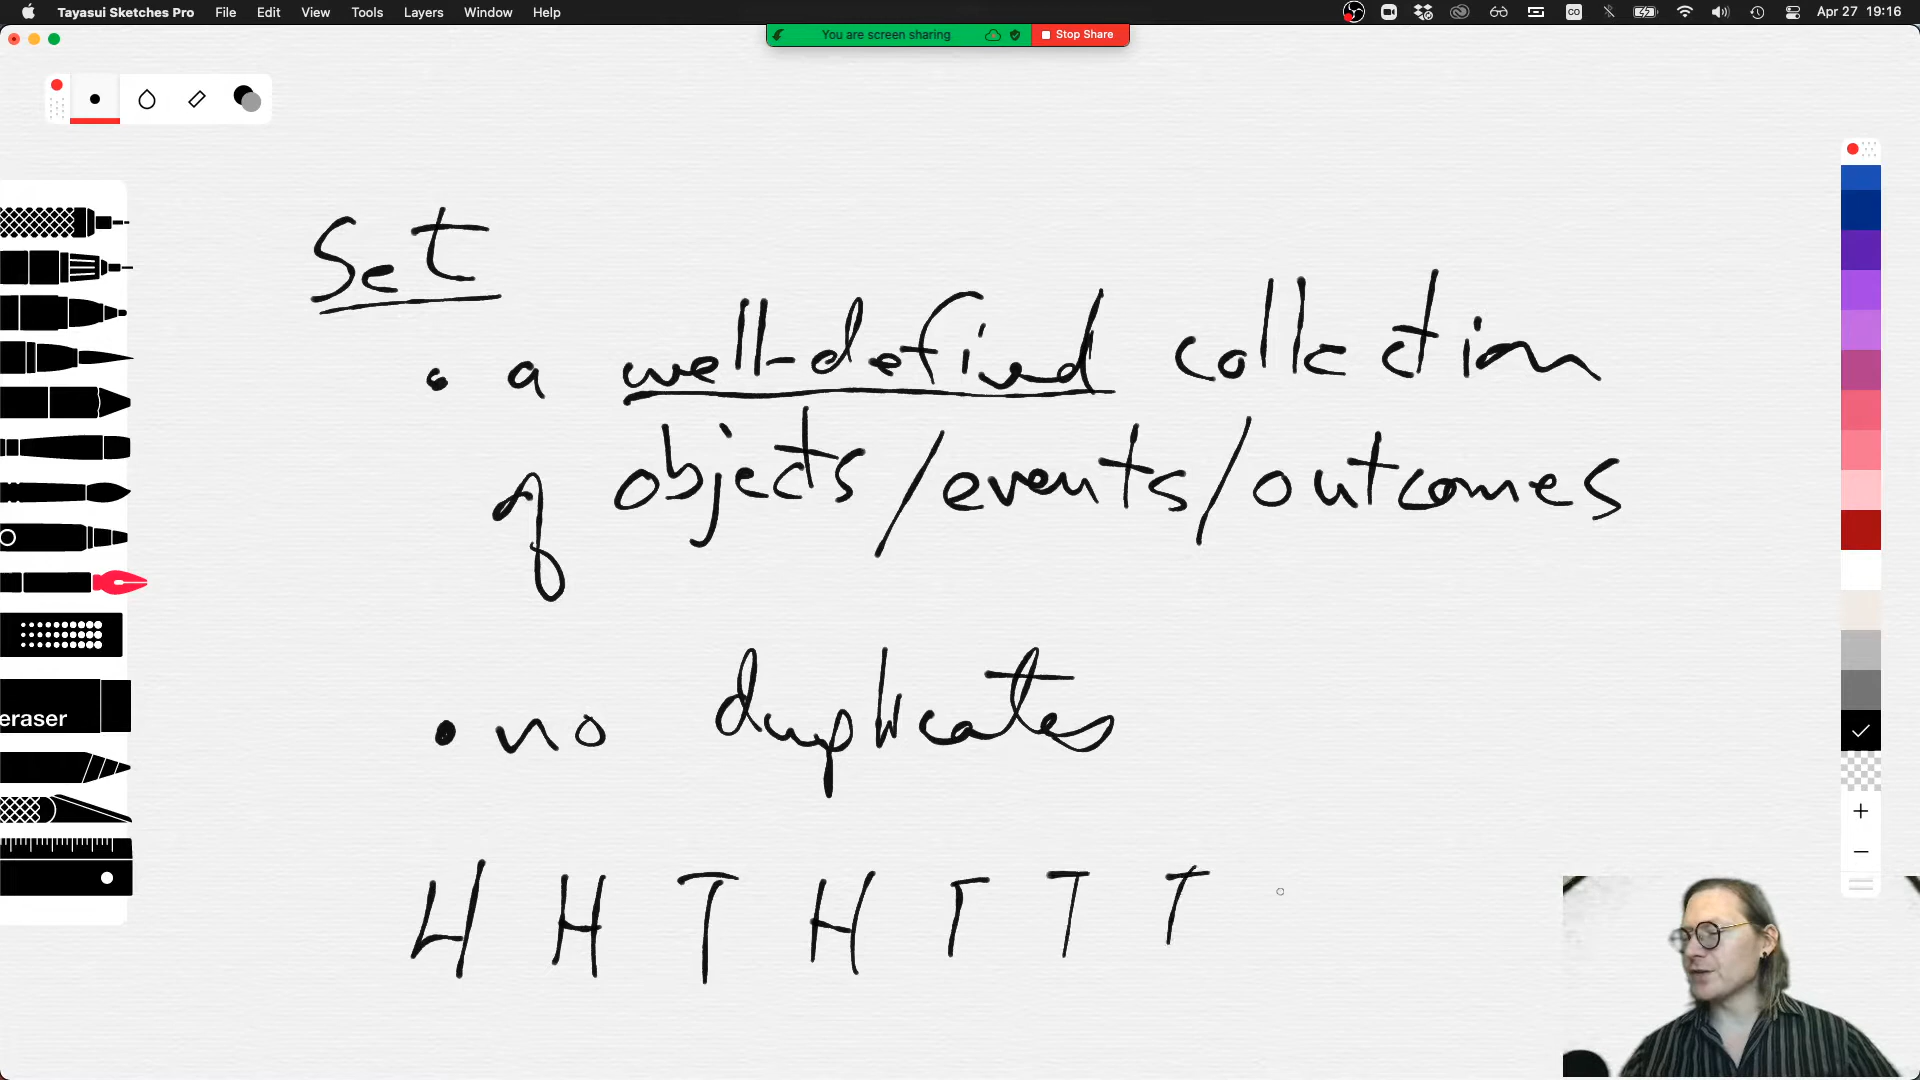 Tayasui Sketches Pro File Edit View Tools Layers Window Help CO Apr 27 19:16
You are screen sharing Stop Share
Set
• a well-defined collection
of objects/events/outcomes
eraser
• no duplicates
H H T H T T T